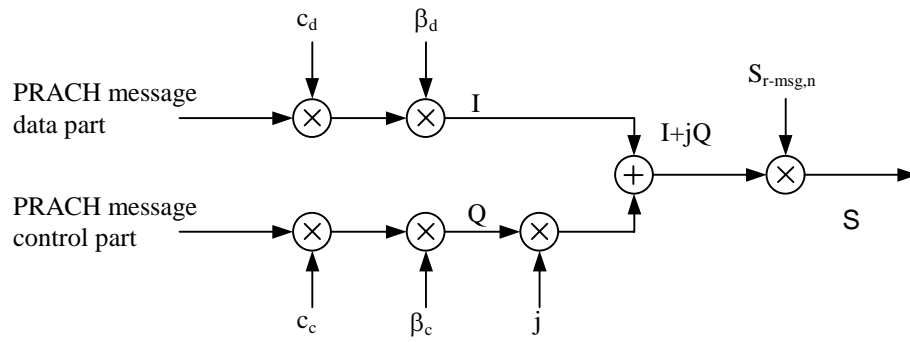 c_d
β_d
S_r-msg,n
PRACH message
data part
I
I+jQ
PRACH message
control part
Q
S
c_c
β_c
j